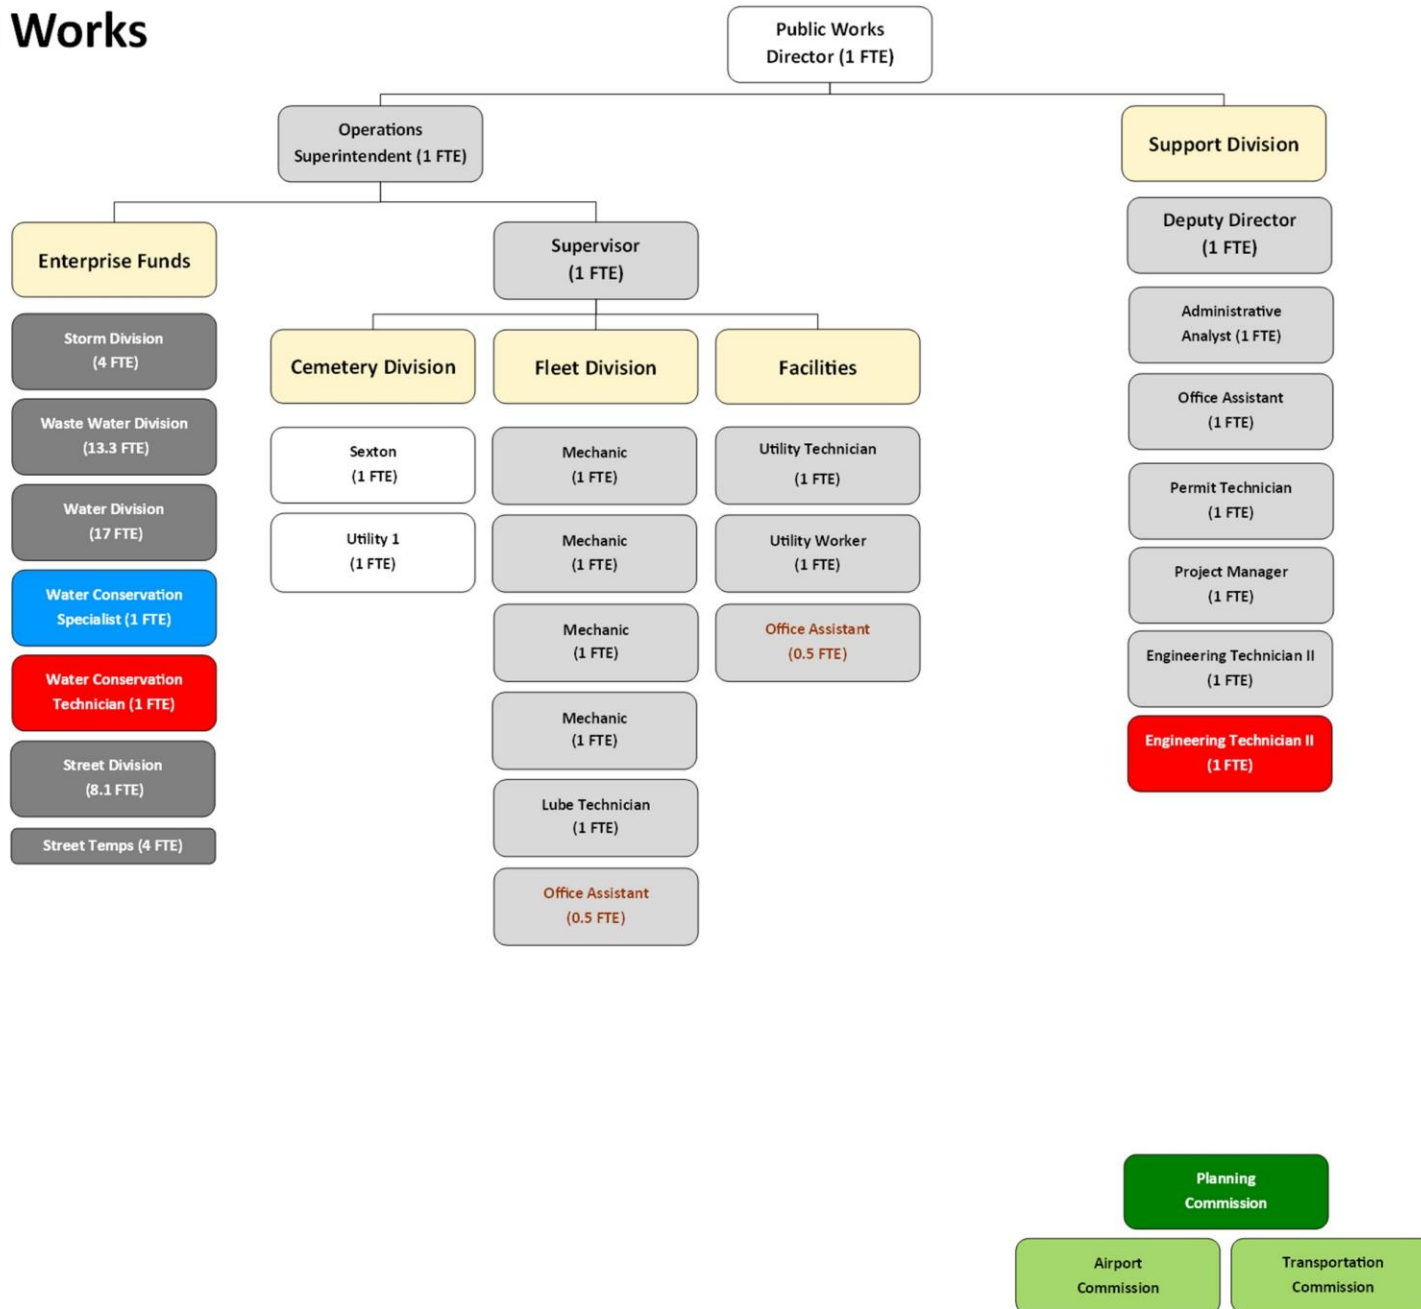 Works
Public Works
Director (1 FTE)
Operations
Superintendent (1 FTE)
Support Division
Enterprise Funds
Storm Division
(4 FTE)
Waste Water Division
(13.3 FTE)
Water Division
(17 FTE)
Water Conservation
Specialist (1 FTE)
Water Conservation
Technician (1 FTE)
Street Division
(8.1 FTE)
Street Temps (4 FTE)
Supervisor
(1 FTE)
Cemetery Division
Sexton
(1 FTE)
Utility 1
(1 FTE)
Fleet Division
Mechanic
(1 FTE)
Mechanic
(1 FTE)
Mechanic
(1 FTE)
Mechanic
(1 FTE)
Lube Technician
(1 FTE)
Office Assistant
(0.5 FTE)
Facilities
Utility Technician
(1 FTE)
Utility Worker
(1 FTE)
Office Assistant
(0.5 FTE)
Deputy Director
(1 FTE)
Administrative
Analyst (1 FTE)
Office Assistant
(1 FTE)
Permit Technician
(1 FTE)
Project Manager
(1 FTE)
Engineering Technician II
(1 FTE)
Engineering Technician II
(1 FTE)
Planning
Commission
Airport
Commission
Transportation
Commission